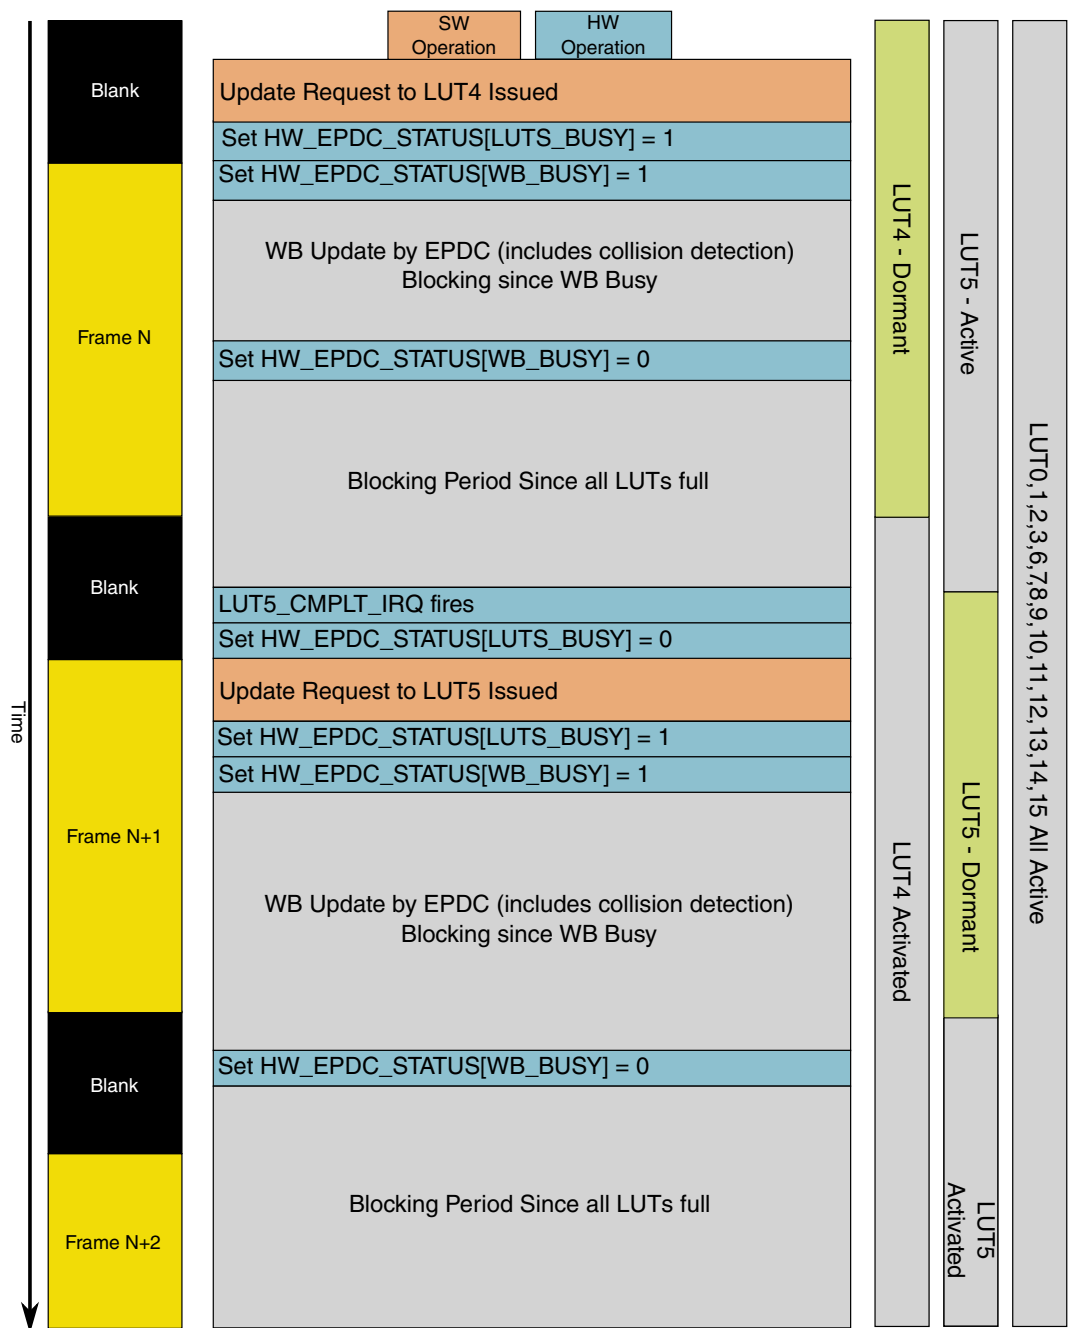 SW
Operation
HW
Operation
Blank
Update Request to LUT4 Issued
Set HW_EPDC_STATUS[LUTS_BUSY] = 1
Set HW_EPDC_STATUS[WB_BUSY] = 1
WB Update by EPDC (includes collision detection)
Blocking since WB Busy
Frame N
Set HW_EPDC_STATUS[WB_BUSY] = 0
Blocking Period Since all LUTs full
Blank
LUT5_CMPLT_IRQ fires
Set HW_EPDC_STATUS[LUTS_BUSY] = 0
Update Request to LUT5 Issued
Set HW_EPDC_STATUS[LUTS_BUSY] = 1
Set HW_EPDC_STATUS[WB_BUSY] = 1
Frame N+1
WB Update by EPDC (includes collision detection)
Blocking since WB Busy
Set HW_EPDC_STATUS[WB_BUSY] = 0
Blank
Blocking Period Since all LUTs full
Frame N+2
Time
LUT4 - Dormant
LUT4 Activated
LUT5 - Active
LUT5 - Dormant
LUT5
Activated
LUT0,1,2,3,6,7,8,9,10,11,12,13,14,15 All Active